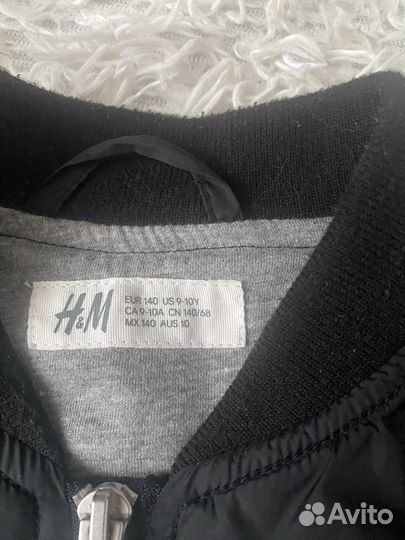 H&M
EUR 140 US 9-10Y
CA 9-10A CN 140/68
MX 140 AUS 10
Avito